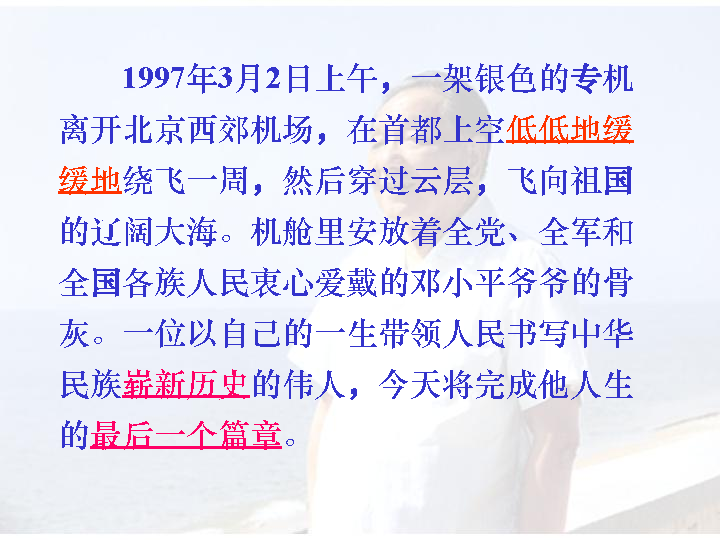 1997年3月2日上午，一架银色的专机
离开北京西郊机场，在首都上空低低地缓
缓地绕飞一周，然后穿过云层，飞向祖国
的辽阔大海。机舱里安放着全党、全军和
全国各族人民衷心爱戴的邓小平爷爷的骨
灰。一位以自己的一生带领人民书写中华
民族崭新历史的伟人，今天将完成他人生
的最后一个篇章。